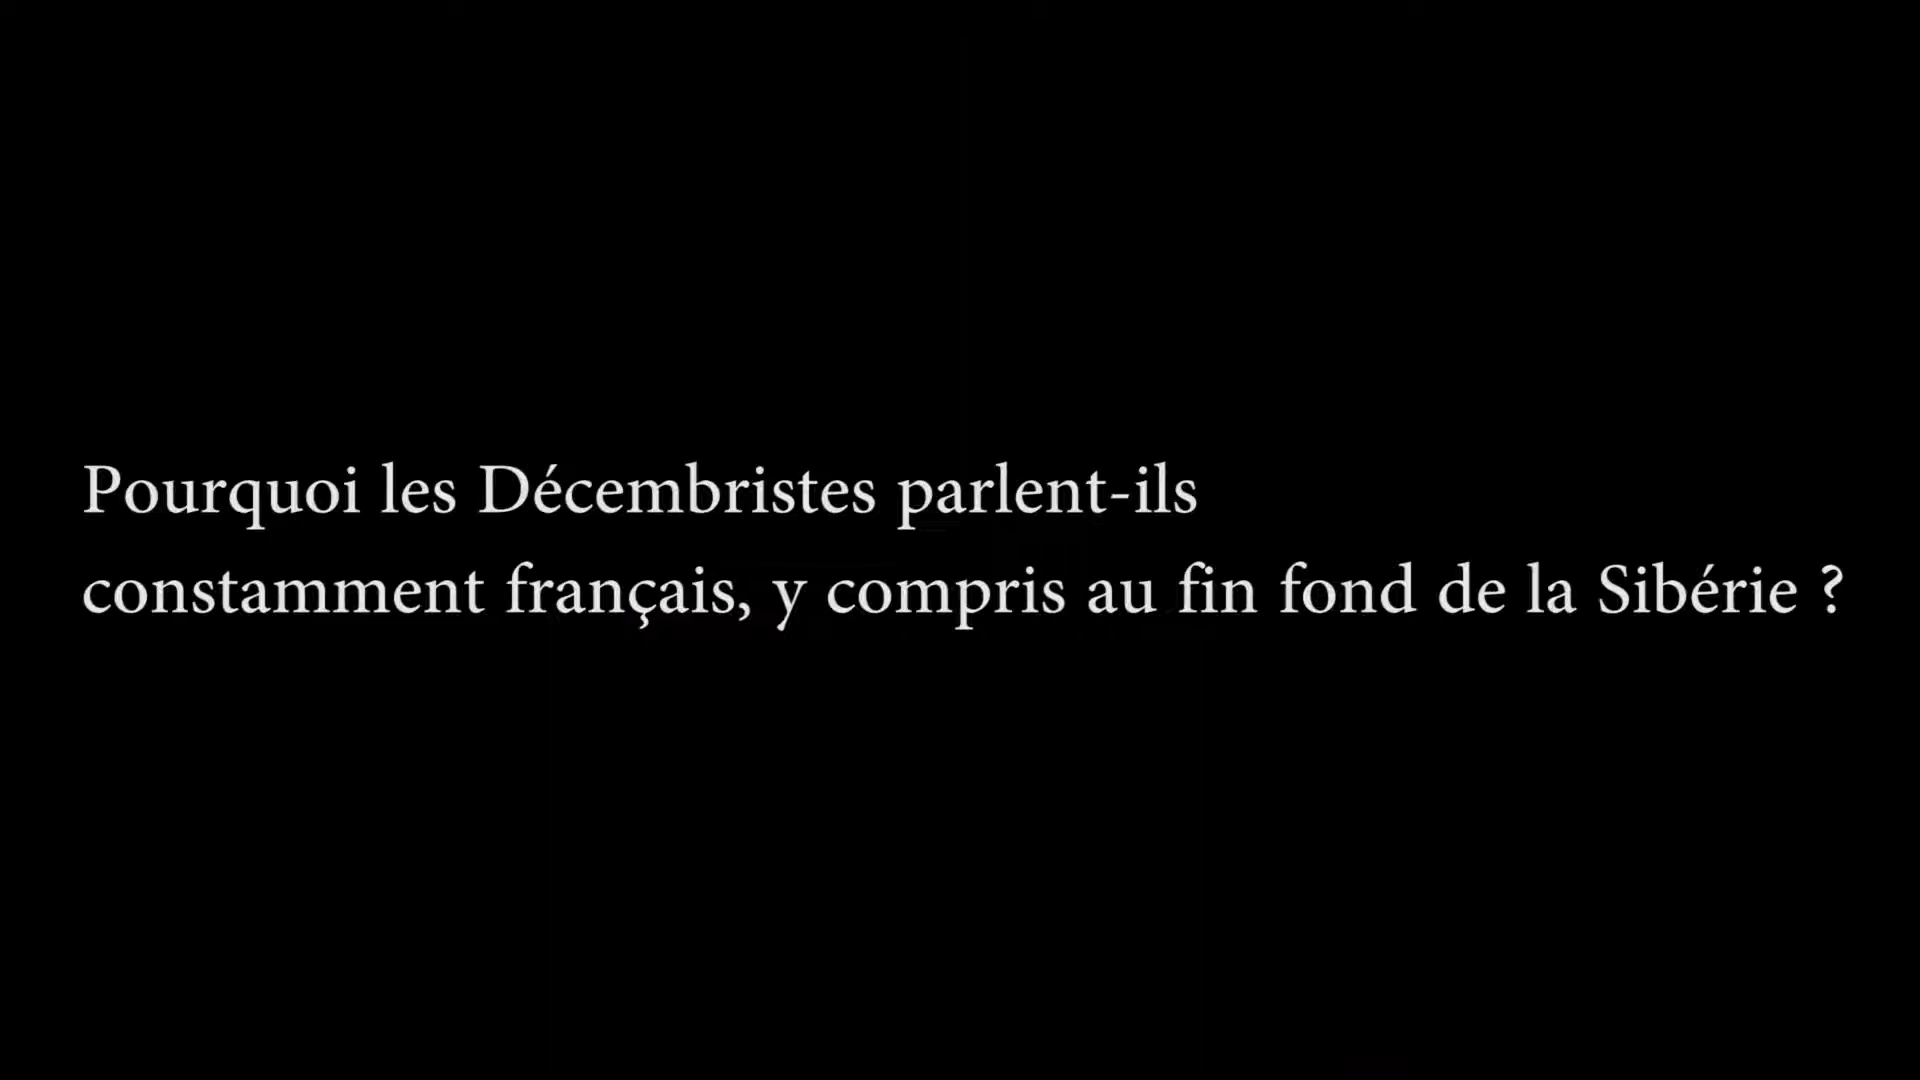 Pourquoi les Décembristes parlent-ils
constamment français, y compris au fin fond de la Sibérie ?